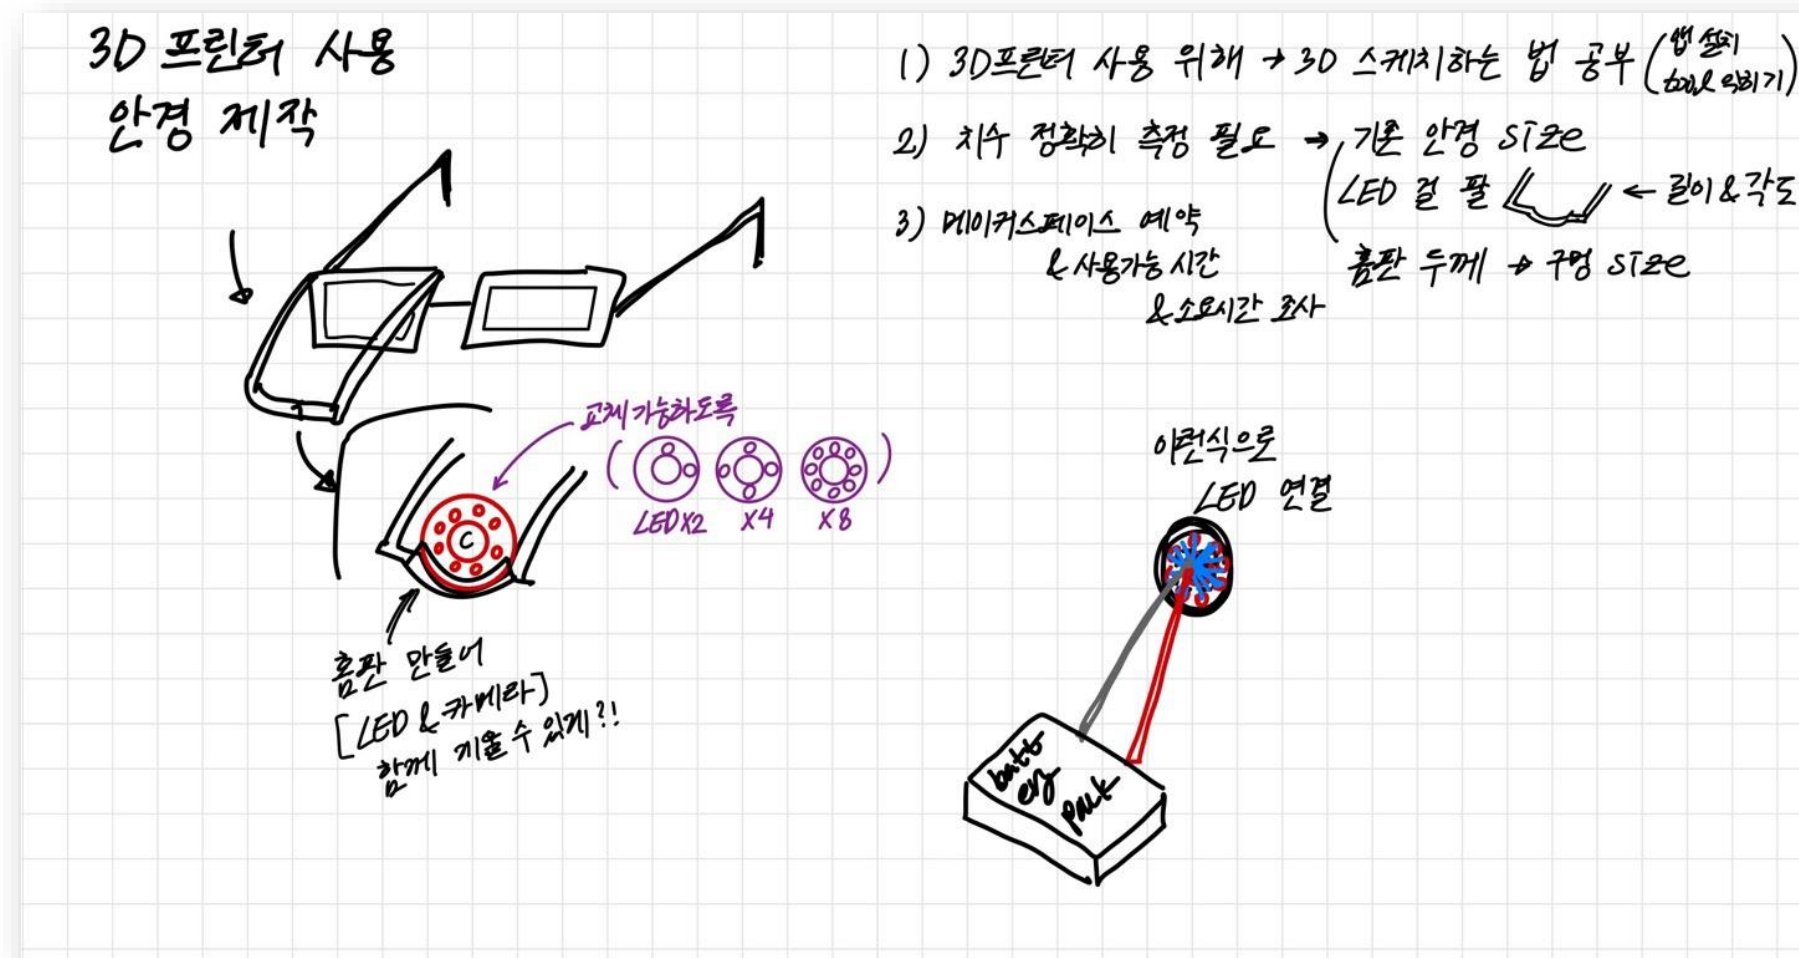 3D 프린터 사용
안경 제작
1) 3D프린터 사용 위해 → 3D 스케치하는 법 공부 (앱 설치
tool 익히기)
2) 치수 정확히 측정 필요 → 기존 안경 size
LED 걸 팔 ← 길이 & 각도
홈판 두께 → 구멍 size
3) 메이커스페이스 예약
& 사용가능 시간
& 소요시간 조사
교체 가능하도록
LED X2 X4 X8
C
홈판 만들어
[LED & 카메라]
함께 끼울 수 있게?!
이런식으로
LED 연결
batt
ery
pack